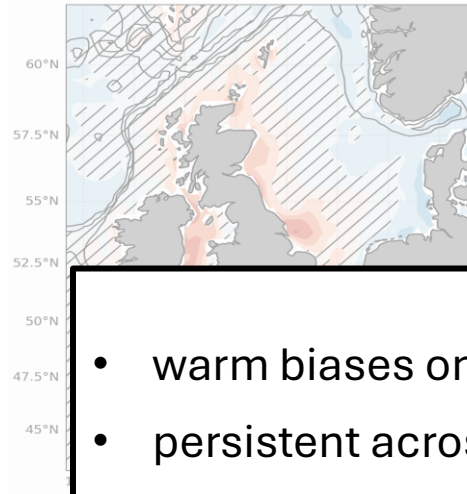 60°N
57.5°N
55°N
52.5°N
50°N
47.5°N
45°N
• warm biases on
• persistent acros